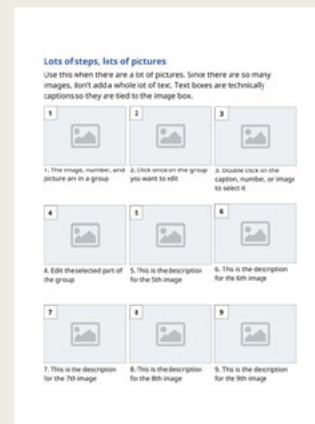 Lots of steps, lots of pictures
Use this when there are a lot of pictures. Since there are so many
images, don't add a whole lot of text. Text boxes are technically
captions so they are tied to the image box.
1
2
3
1. The image, number, and
picture are in a group
2. Click once on the group
you want to edit
3. Double click on the
caption, number, or image
to select it
4
5
6
4. Edit the selected part of
the group
5. This is the description
for the 5th image
6. This is the description
for the 6th image
7
8
9
7. This is the description
for the 7th image
8. This is the description
for the 8th image
9. This is the description
for the 9th image